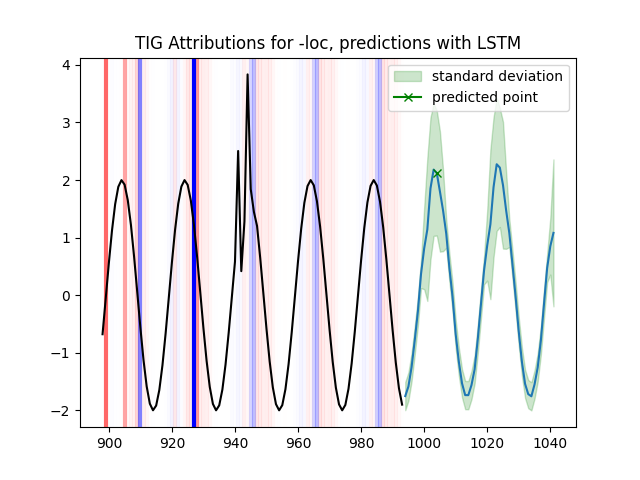 TIG Attributions for -loc, predictions with LSTM
standard deviation
predicted point
4
3
2
1
0
−1
−2
900 920 940 960 980 1000 1020 1040